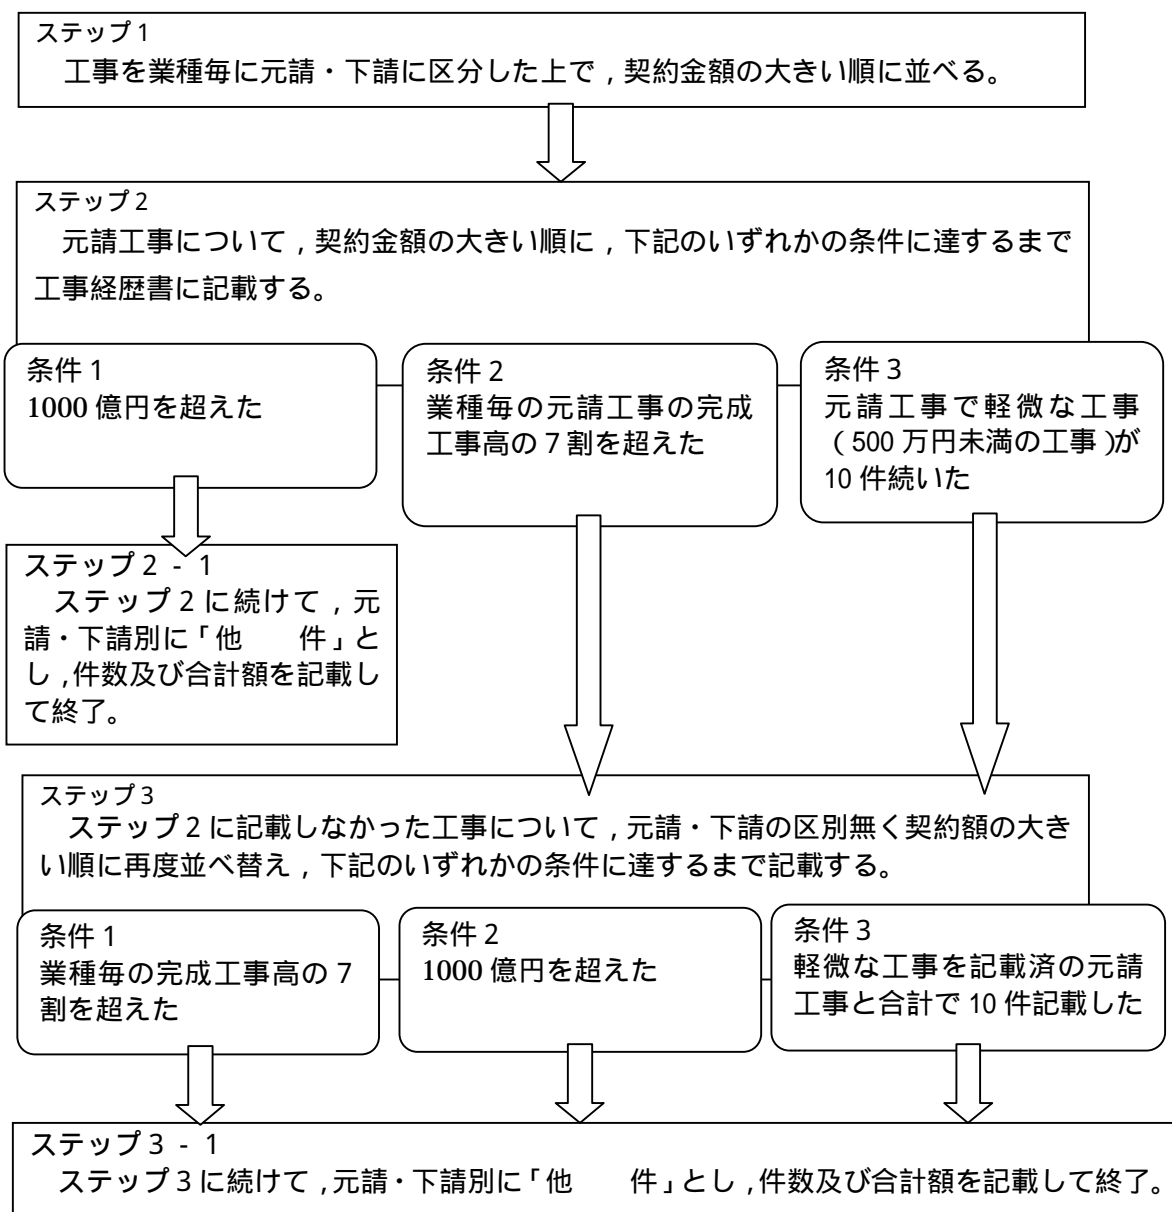 ステップ1
工事を業種毎に元請・下請に区分した上で，契約金額の大きい順に並べる。
ステップ2
元請工事について，契約金額の大きい順に，下記のいずれかの条件に達するまで
工事経歴書に記載する。
条件1
1000億円を超えた
条件2
業種毎の元請工事の完成
工事高の7割を超えた
条件3
元請工事で軽微な工事
（500万円未満の工事）が
10件続いた
ステップ2-1
ステップ2に続けて，元
請・下請別に「他　　件」と
し，件数及び合計額を記載し
て終了。
ステップ3
ステップ2に記載しなかった工事について，元請・下請の区別無く契約額の大き
い順に再度並べ替え，下記のいずれかの条件に達するまで記載する。
条件1
業種毎の完成工事高の7
割を超えた
条件2
1000億円を超えた
条件3
軽微な工事を記載済の元請
工事と合計で10件記載した
ステップ3-1
ステップ3に続けて，元請・下請別に「他　　件」とし，件数及び合計額を記載して終了。